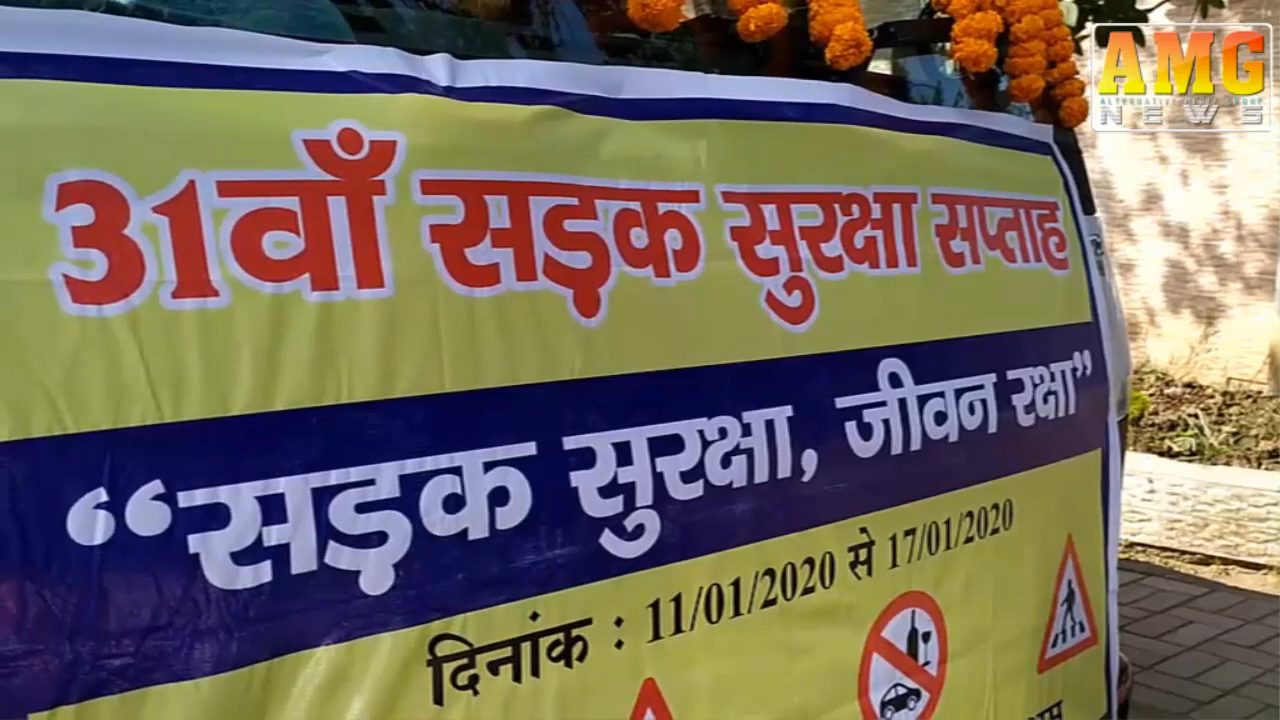 AMG
NEWS
31वाँ सड़क सुरक्षा सप्ताह
“सड़क सुरक्षा, जीवन रक्षा”
दिनांक : 11/01/2020 से 17/01/2020